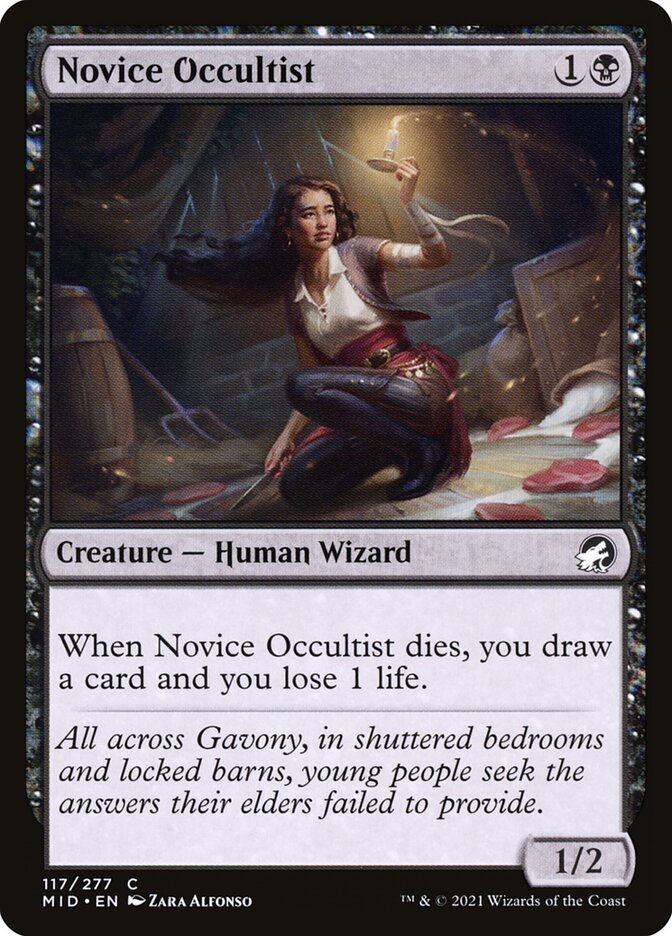 Novice Occultist
1
Creature — Human Wizard
When Novice Occultist dies, you draw
a card and you lose 1 life.
All across Gavony, in shuttered bedrooms
and locked barns, young people seek the
answers their elders failed to provide.
1/2
117/277 C
MID • EN Zara Alfonso
™ & © 2021 Wizards of the Coast